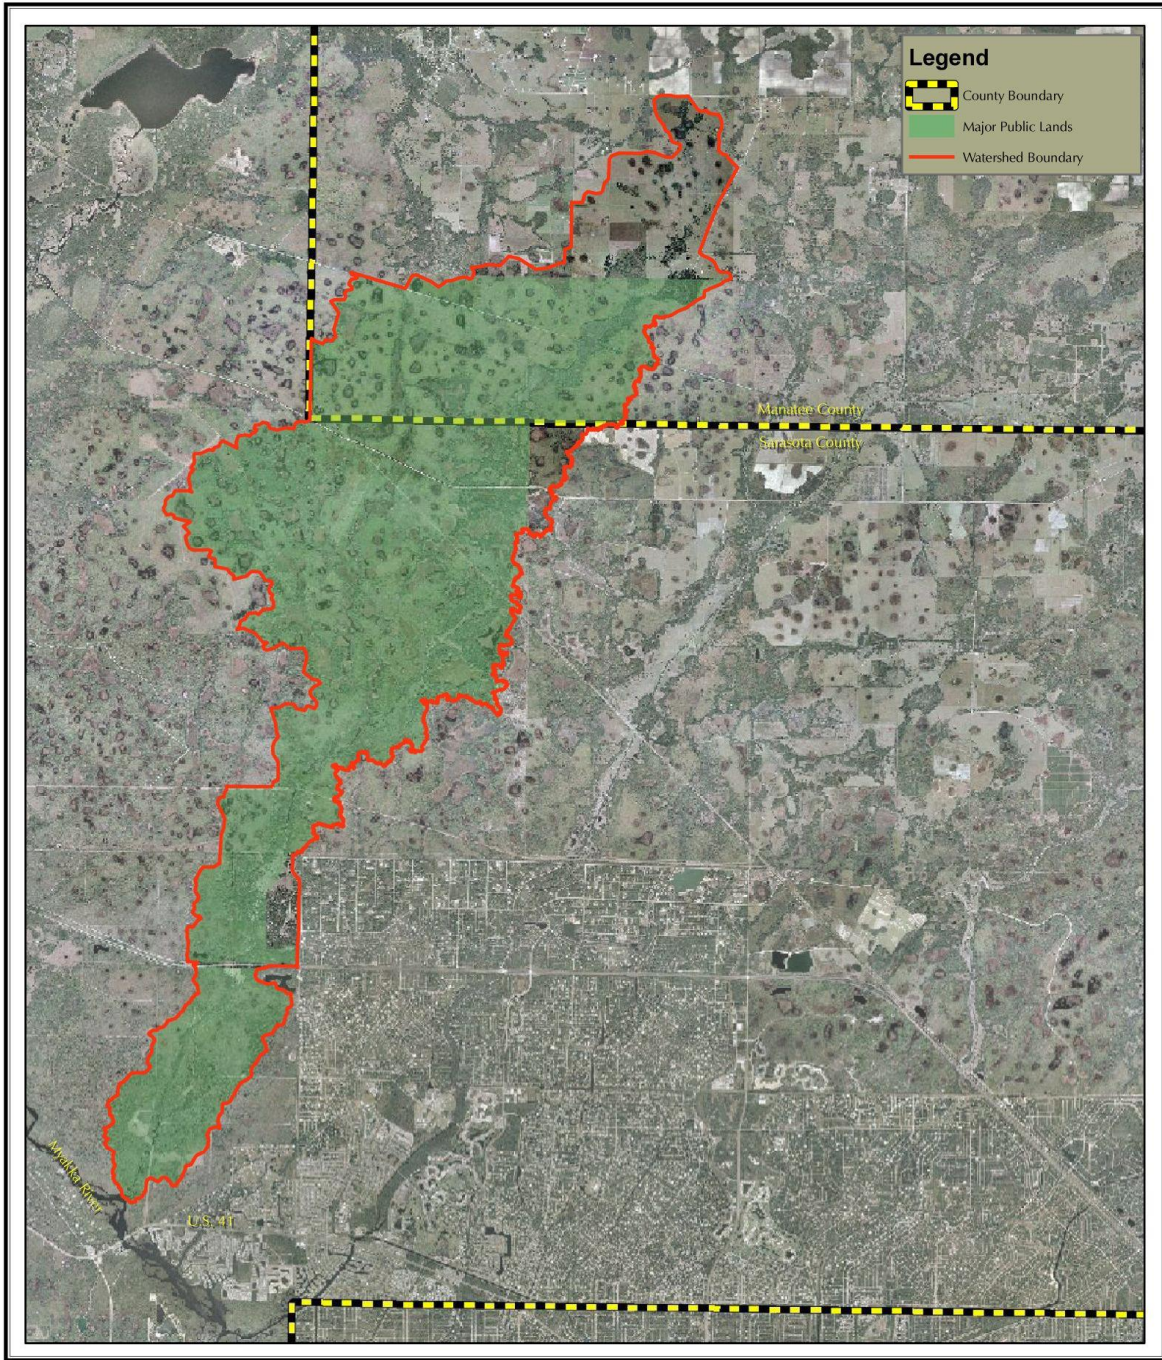 Legend
County Boundary
Major Public Lands
Watershed Boundary
Manatee County
Sarasota County
Myakka River
U.S. 41